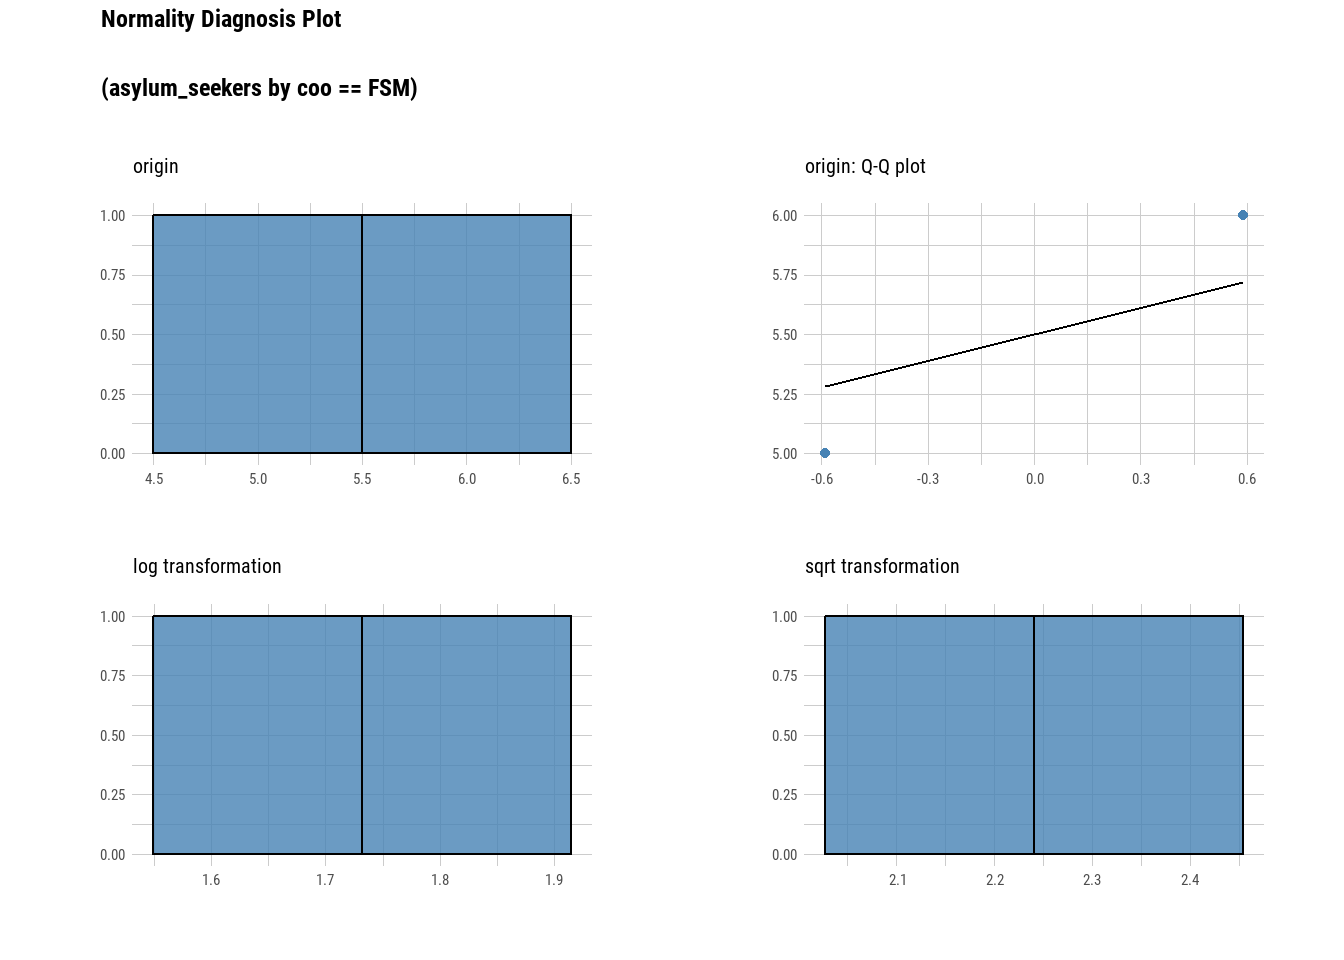 Normality Diagnosis Plot
(asylum_seekers by coo == FSM)
origin
1.00
0.75
0.50
0.25
0.00
4.5 5.0 5.5 6.0 6.5
origin: Q-Q plot
6.00
5.75
5.50
5.25
5.00
-0.6 -0.3 0.0 0.3 0.6
log transformation
1.00
0.75
0.50
0.25
0.00
1.6 1.7 1.8 1.9
sqrt transformation
1.00
0.75
0.50
0.25
0.00
2.1 2.2 2.3 2.4